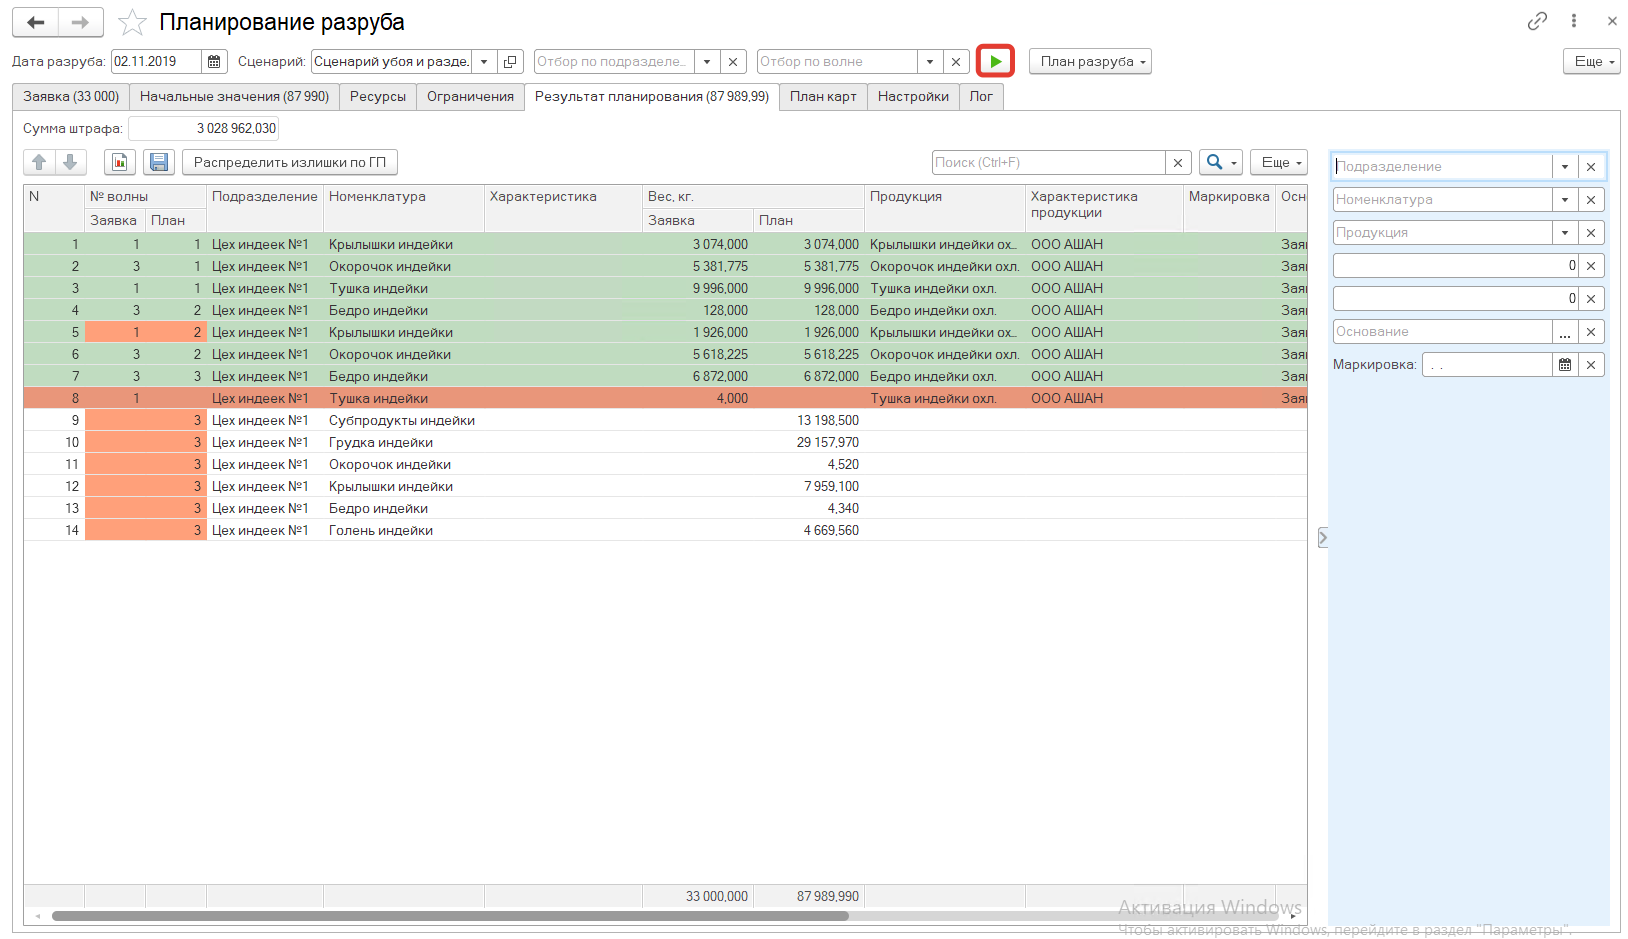 Планирование разруба
Дата разруба: 02.11.2019 Сценарий: Сценарий убоя и разде. Отбор по подразделе... Отбор по волне План разруба Еще
Заявка (33 000) Начальные значения (87 990) Ресурсы Ограничения Результат планирования (87 989,99) План карт Настройки Лог
Сумма штрафа: 3 028 962,030
Распределить излишки по ГП Поиск (Ctrl+F) Еще
N № волны Подразделение Номенклатура Характеристика Вес, кг. Продукция Характеристика продукции Маркировка Осн
Заявка План Заявка План
1 1 1 Цех индеек №1 Крылышки индейки 3 074,000 3 074,000 Крылышки индейки ох... ООО АШАН Зая
2 3 1 Цех индеек №1 Окорочок индейки 5 381,775 5 381,775 Окорочок индейки охл. ООО АШАН Зая
3 1 1 Цех индеек №1 Тушка индейки 9 996,000 9 996,000 Тушка индейки охл. ООО АШАН Зая
4 3 2 Цех индеек №1 Бедро индейки 128,000 128,000 Бедро индейки охл. ООО АШАН Зая
5 1 2 Цех индеек №1 Крылышки индейки 1 926,000 1 926,000 Крылышки индейки ох... ООО АШАН Зая
6 3 2 Цех индеек №1 Окорочок индейки 5 618,225 5 618,225 Окорочок индейки охл. ООО АШАН Зая
7 3 3 Цех индеек №1 Бедро индейки 6 872,000 6 872,000 Бедро индейки охл. ООО АШАН Зая
8 1 Цех индеек №1 Тушка индейки 4,000 Тушка индейки охл. ООО АШАН Зая
9 3 Цех индеек №1 Субпродукты индейки 13 198,500
10 3 Цех индеек №1 Грудка индейки 29 157,970
11 3 Цех индеек №1 Окорочок индейки 4,520
12 3 Цех индеек №1 Крылышки индейки 7 959,100
13 3 Цех индеек №1 Бедро индейки 4,340
14 3 Цех индеек №1 Голень индейки 4 669,560
33 000,000 87 989,990
Подразделение
Номенклатура
Продукция
0
0
Основание ...
Маркировка: . .
Активация Windows
Чтобы активировать Windows, перейдите в раздел "Параметры".